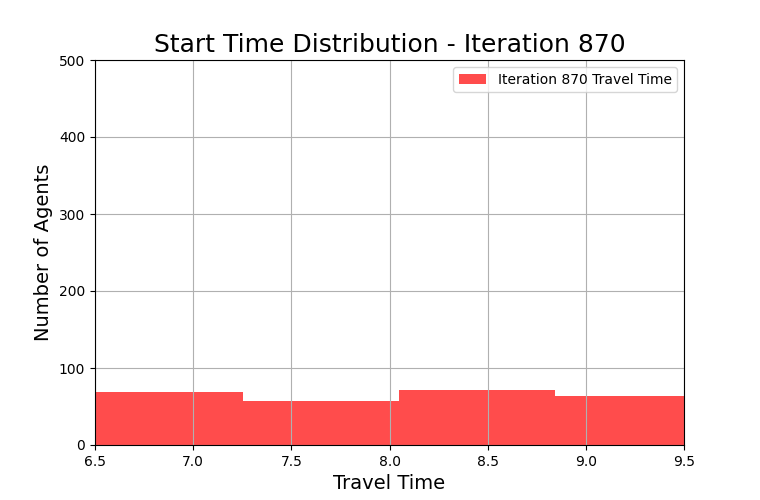 Start Time Distribution - Iteration 870
500
400
300
200
100
0
Number of Agents
Iteration 870 Travel Time
6.5 7.0 7.5 8.0 8.5 9.0 9.5
Travel Time